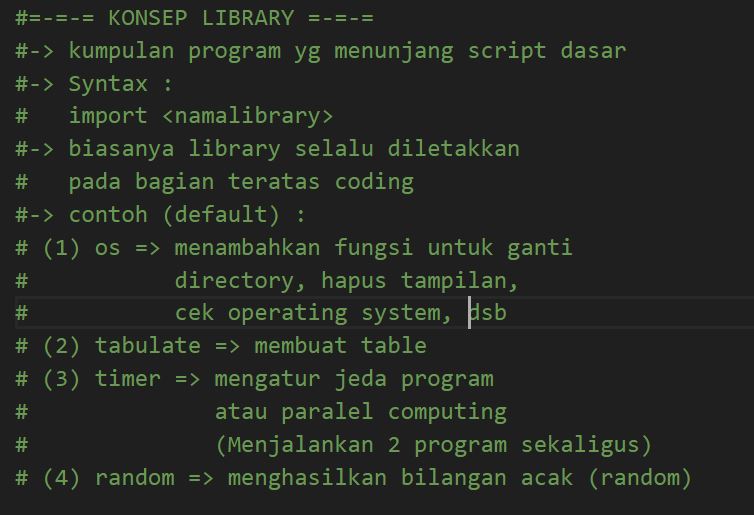 #=-=-= KONSEP LIBRARY =-=-=
#-> kumpulan program yg menunjang script dasar
#-> Syntax :
#   import <namalibrary>
#-> biasanya library selalu diletakkan
#   pada bagian teratas coding
#-> contoh (default) :
# (1) os => menambahkan fungsi untuk ganti
#           directory, hapus tampilan,
#           cek operating system, dsb
# (2) tabulate => membuat table
# (3) timer => mengatur jeda program
#              atau paralel computing
#              (Menjalankan 2 program sekaligus)
# (4) random => menghasilkan bilangan acak (random)